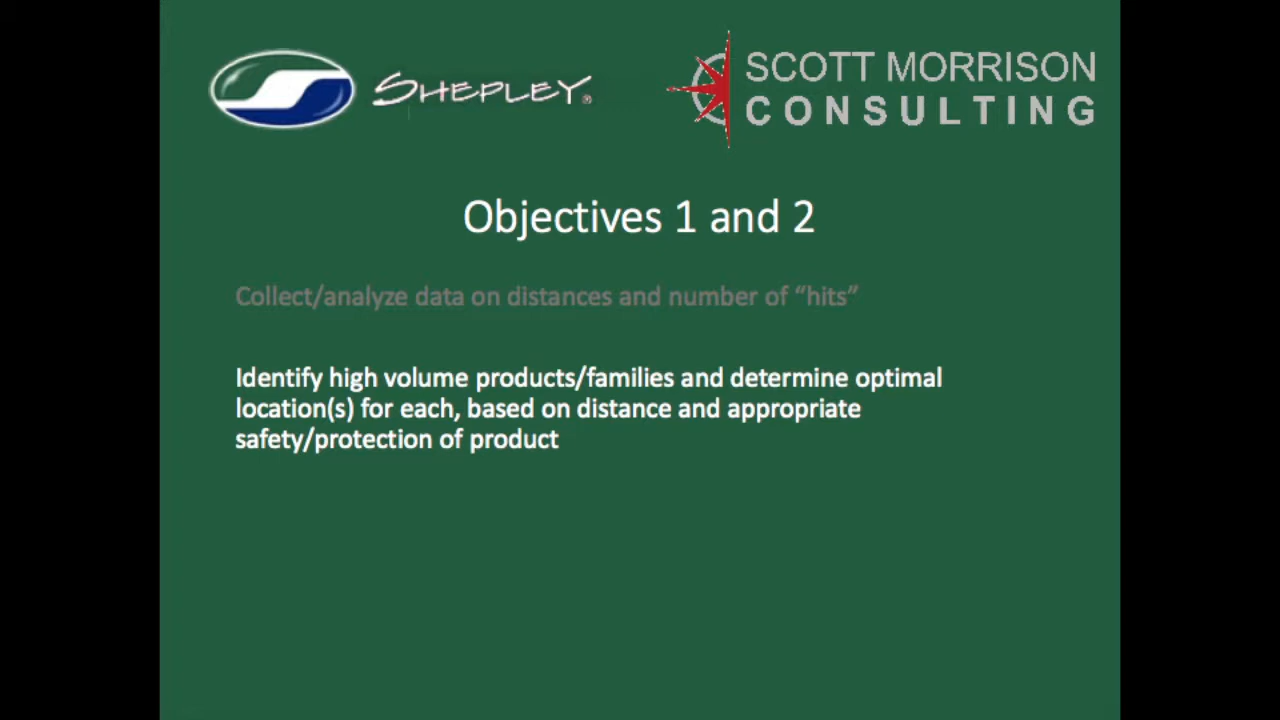 SHEPLEY®
SCOTT MORRISON
CONSULTING
Objectives 1 and 2
Collect/analyze data on distances and number of “hits”
Identify high volume products/families and determine optimal
location(s) for each, based on distance and appropriate
safety/protection of product